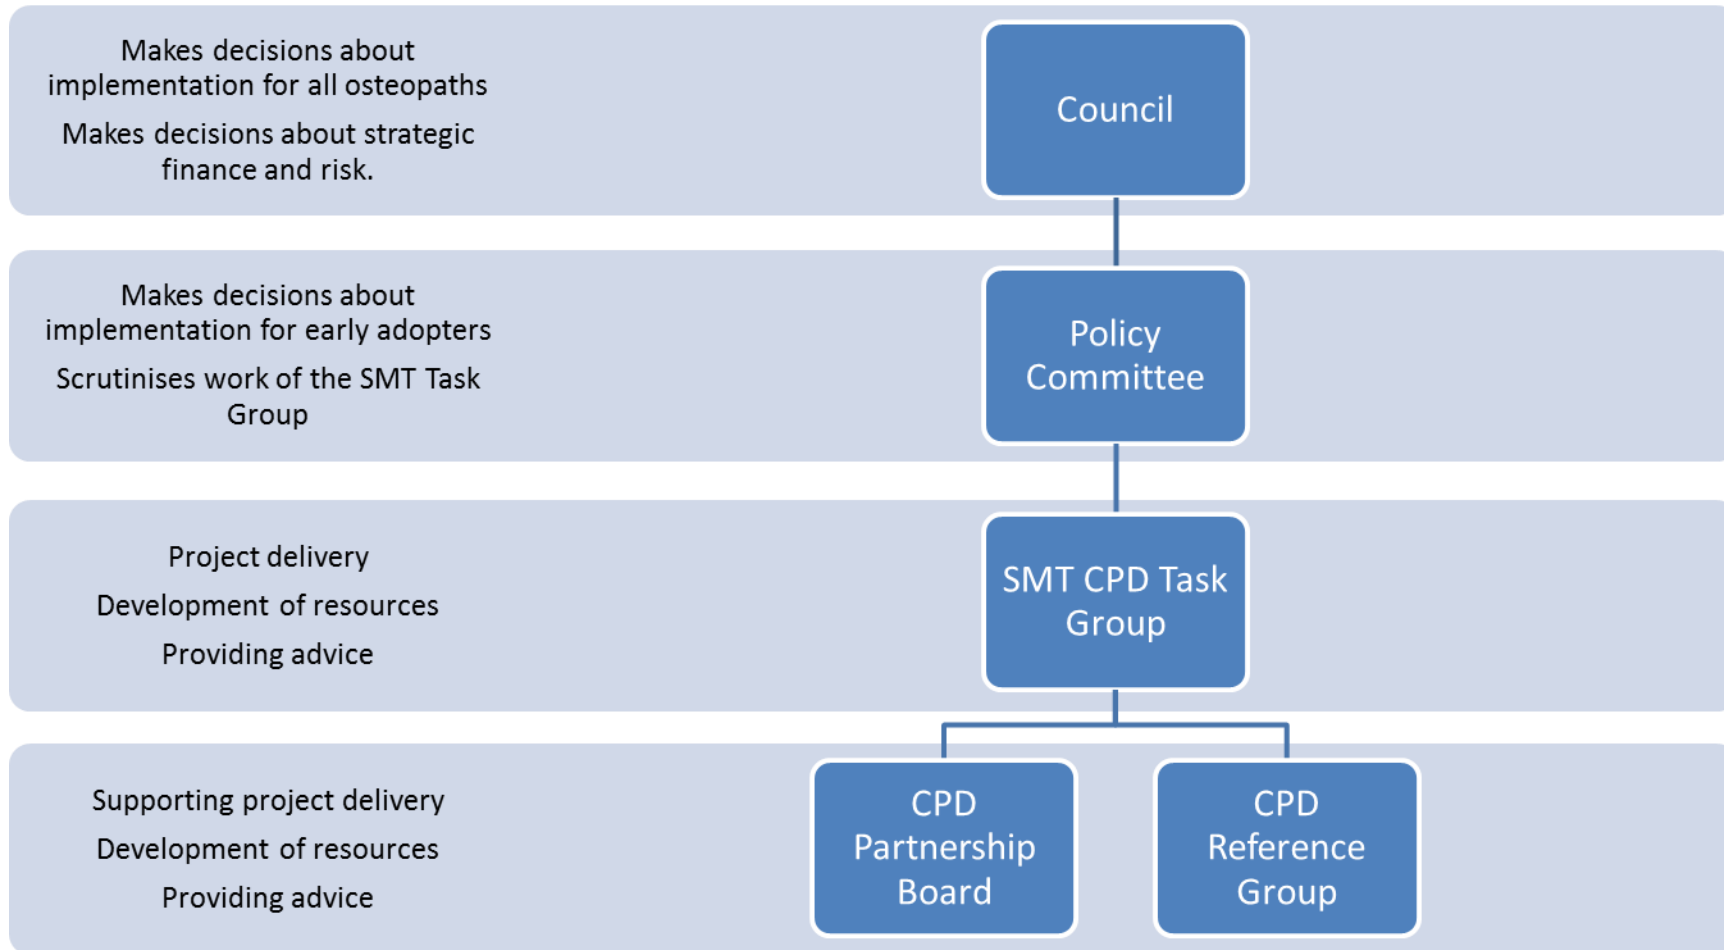 Makes decisions about
implementation for all osteopaths
Makes decisions about strategic
finance and risk.
Council
Makes decisions about
implementation for early adopters
Scrutinises work of the SMT Task
Group
Policy
Committee
Project delivery
Development of resources
Providing advice
SMT CPD Task
Group
Supporting project delivery
Development of resources
Providing advice
CPD
Partnership
Board
CPD
Reference
Group